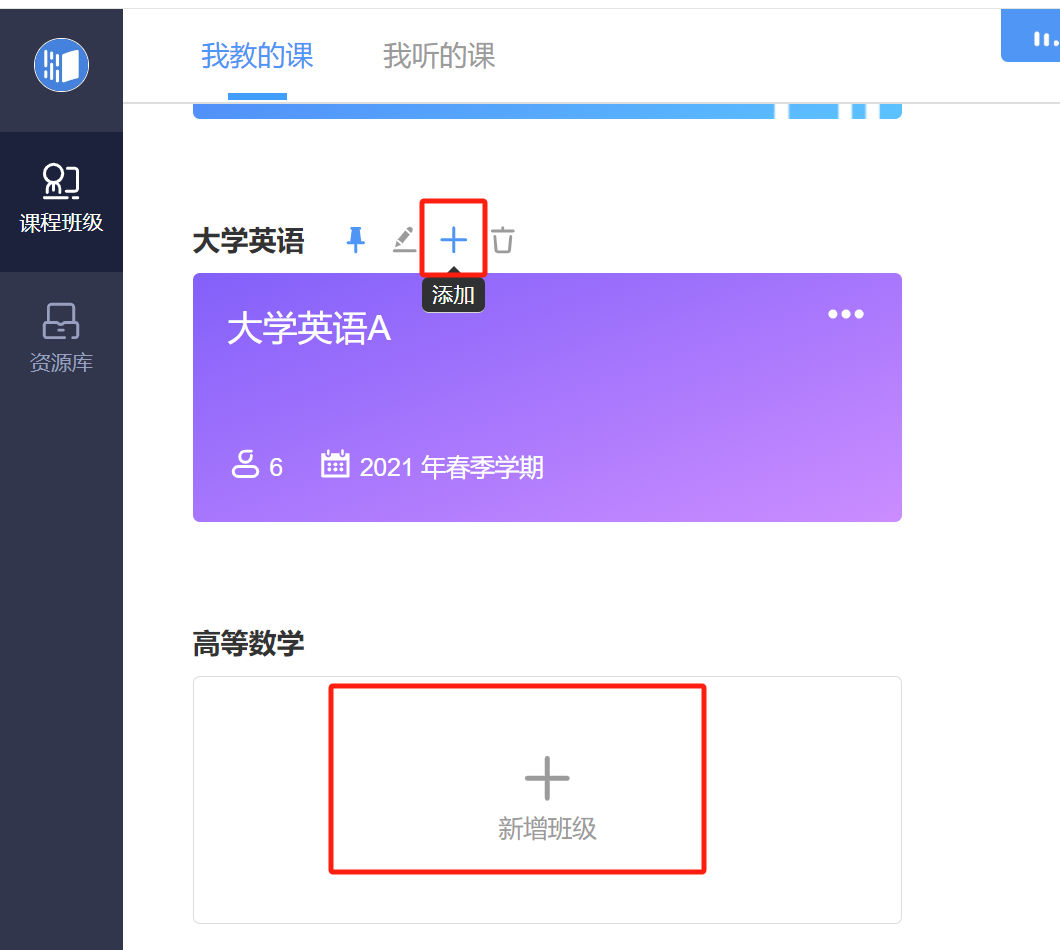 我教的课 我听的课
课程班级
资源库
大学英语
添加
大学英语A
6 2021 年春季学期
高等数学
新增班级